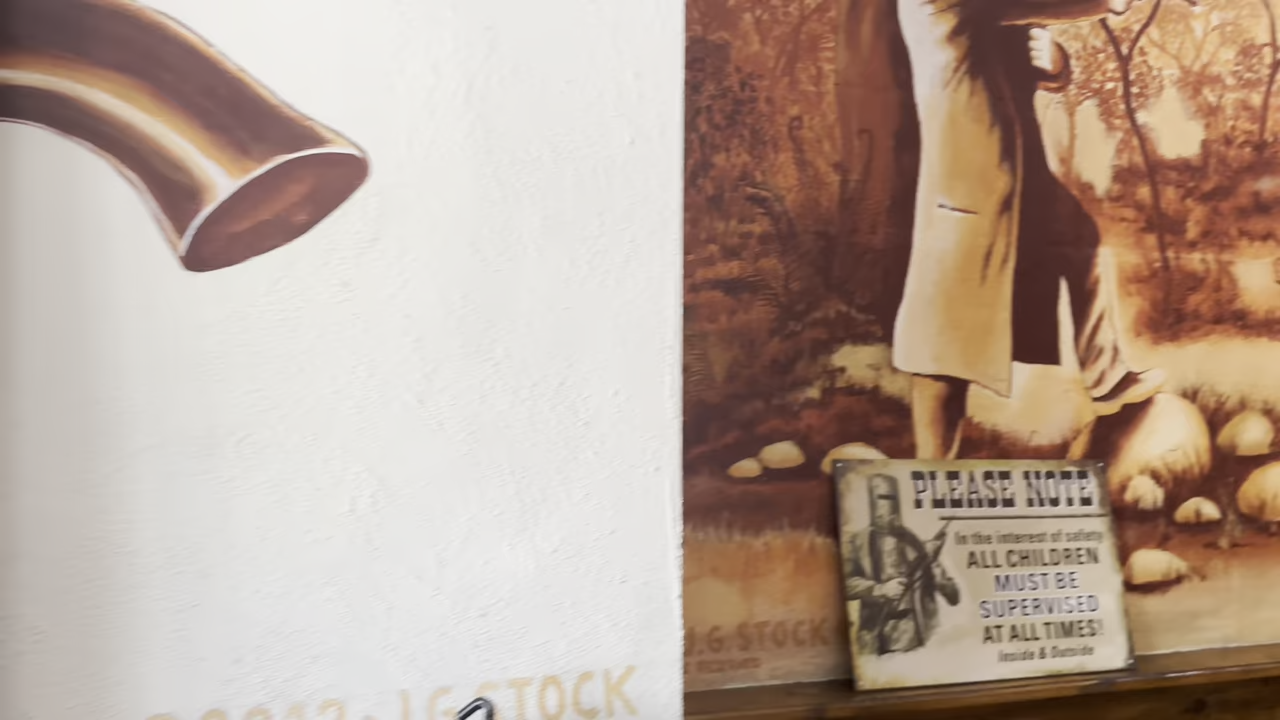 PLEASE NOTE
In the interest of safety
ALL CHILDREN
MUST BE
SUPERVISED
AT ALL TIMES!
Inside & Outside
J.G. STOCK
J.G STOCK